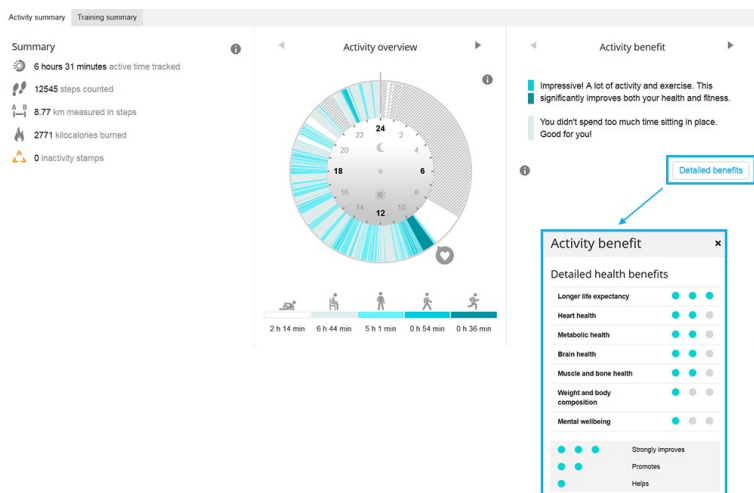 Activity summary
Training summary
Summary
6 hours 31 minutes active time tracked
12545 steps counted
A B
8.77 km measured in steps
2771 kilocalories burned
0 inactivity stamps
Activity overview
24
22
2
20
4
18
6
16
8
14
10
12
2 h 14 min
6 h 44 min
5 h 1 min
0 h 54 min
0 h 36 min
Activity benefit
Impressive! A lot of activity and exercise. This
significantly improves both your health and fitness.
You didn't spend too much time sitting in place.
Good for you!
Detailed benefits
Activity benefit
×
Detailed health benefits
Longer life expectancy
Heart health
Metabolic health
Brain health
Muscle and bone health
Weight and body
composition
Mental wellbeing
Strongly improves
Promotes
Helps